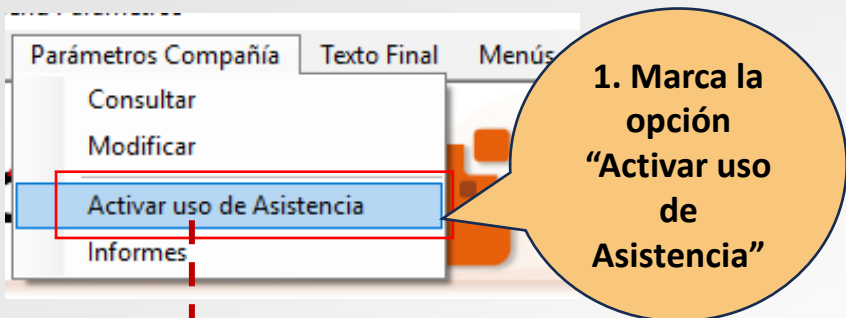 Parámetros Compañía Texto Final Menús
Consultar
Modificar
Activar uso de Asistencia
Informes
1. Marca la
opción
“Activar uso
de
Asistencia”